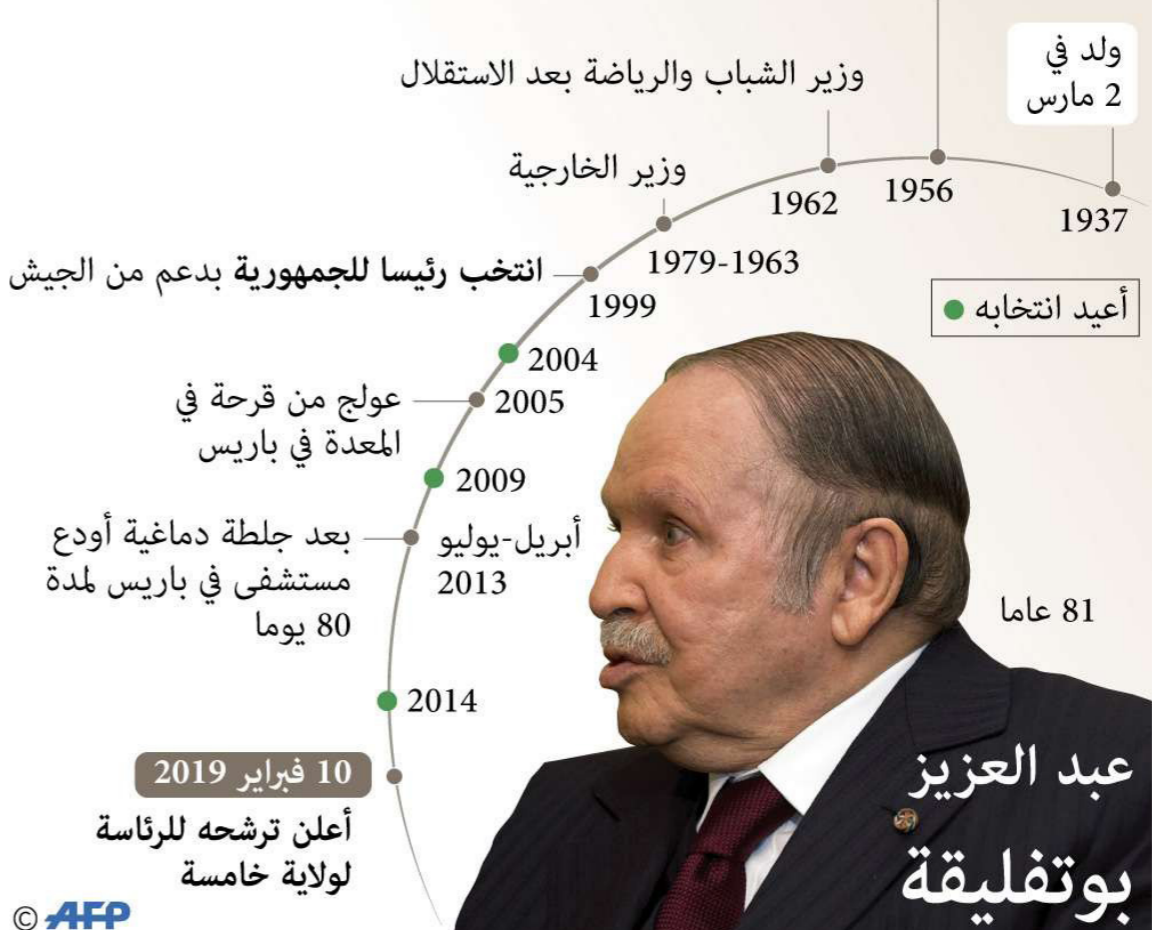 ولد في
2 مارس
1937
1956
وزير الشباب والرياضة بعد الاستقلال
1962
وزير الخارجية
1979-1963
انتخب رئيسا للجمهورية بدعم من الجيش
1999
أعيد انتخابه
2004
عولج من قرحة في
المعدة في باريس
2005
2009
أبريل-يوليو
2013
بعد جلطة دماغية أودع
مستشفى في باريس لمدة
80 يوما
2014
10 فبراير 2019
أعلن ترشحه للرئاسة
لولاية خامسة
81 عاما
عبد العزيز
بوتفليقة
© AFP